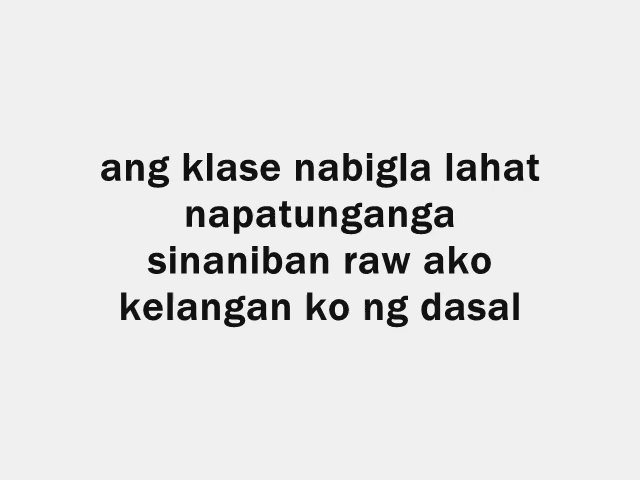 ang klase nabigla lahat
napatunganga
sinaniban raw ako
kelangan ko ng dasal